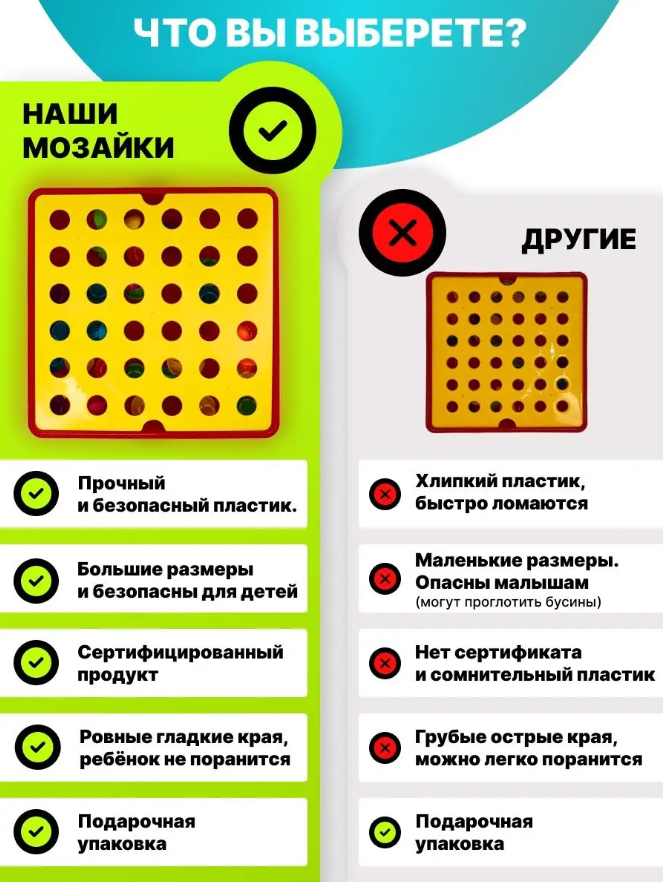 ЧТО ВЫ ВЫБЕРЕТЕ?
НАШИ
МОЗАЙКИ
ДРУГИЕ
Прочный
и безопасный пластик.
Большие размеры
и безопасны для детей
Сертифицированный
продукт
Ровные гладкие края,
ребёнок не поранится
Подарочная
упаковка
Хлипкий пластик,
быстро ломаются
Маленькие размеры.
Опасны малышам
(могут проглотить бусины)
Нет сертификата
и сомнительный пластик
Грубые острые края,
можно легко поранится
Подарочная
упаковка